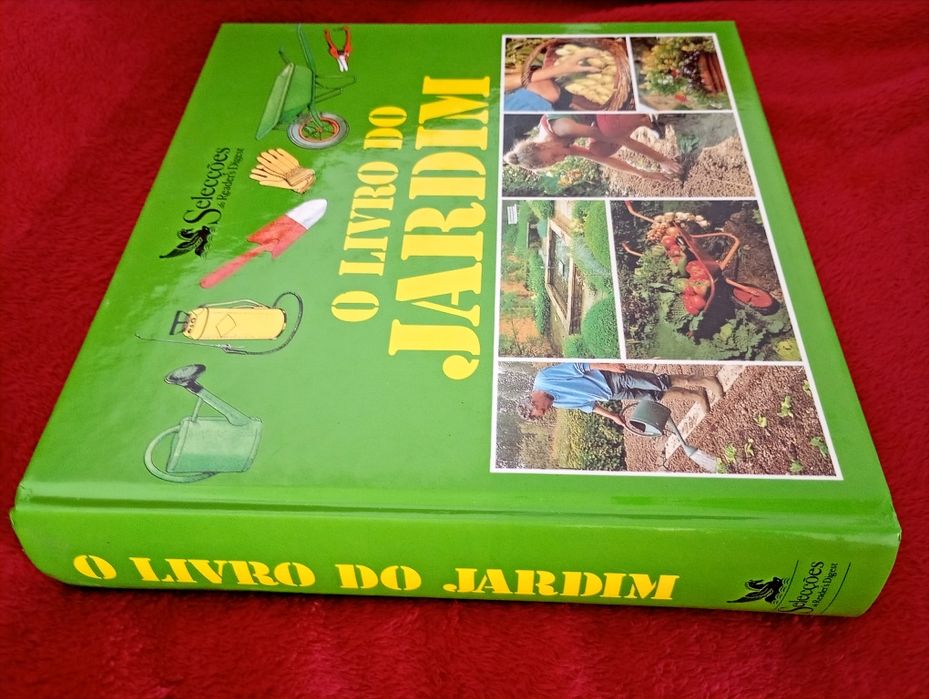 Selecções
do Reader's Digest
O LIVRO DO
JARDIM
O LIVRO DO JARDIM
Selecções
do Reader's Digest